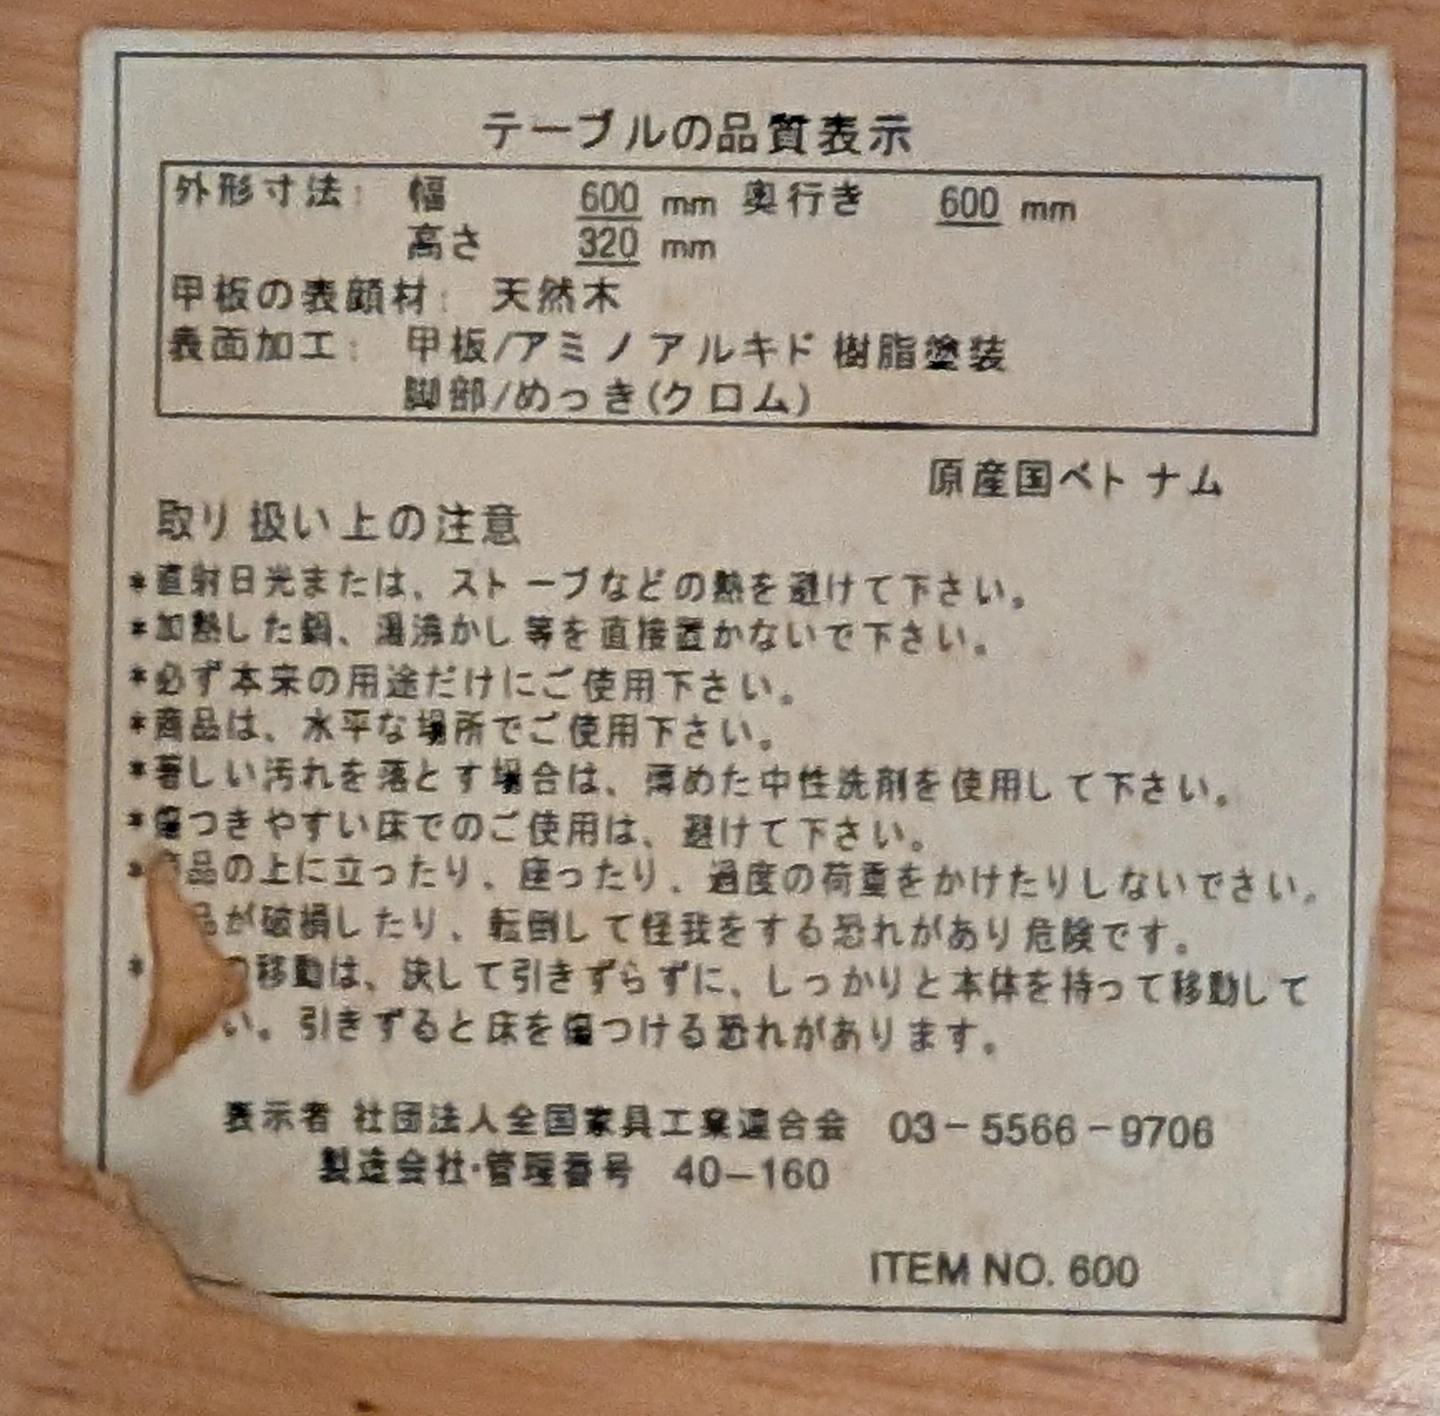 テーブルの品質表示
外形寸法: 幅 600 mm 奥行き 600 mm
高さ 320 mm
甲板の表顔材: 天然木
表面加工: 甲板/アミノアルキド樹脂塗装
脚部/めっき(クロム)
原産国ベトナム
取り扱い上の注意
*直射日光または、ストーブなどの熱を避けて下さい。
*加熱した鍋、湯沸かし等を直接置かないで下さい。
*必ず本来の用途だけにご使用下さい。
*商品は、水平な場所でご使用下さい。
*著しい汚れを落とす場合は、薄めた中性洗剤を使用して下さい。
*傷つきやすい床でのご使用は、避けて下さい。
*商品の上に立ったり、座ったり、過度の荷重をかけたりしないでさい。
品が破損したり、転倒して怪我をする恐れがあり危険です。
*の移動は、決して引きずらずに、しっかりと本体を持って移動して
い。引きずると床を傷つける恐れがあります。
表示者 社団法人全国家具工業連合会 03-5566-9706
製造会社・管理番号 40-160
ITEM NO. 600